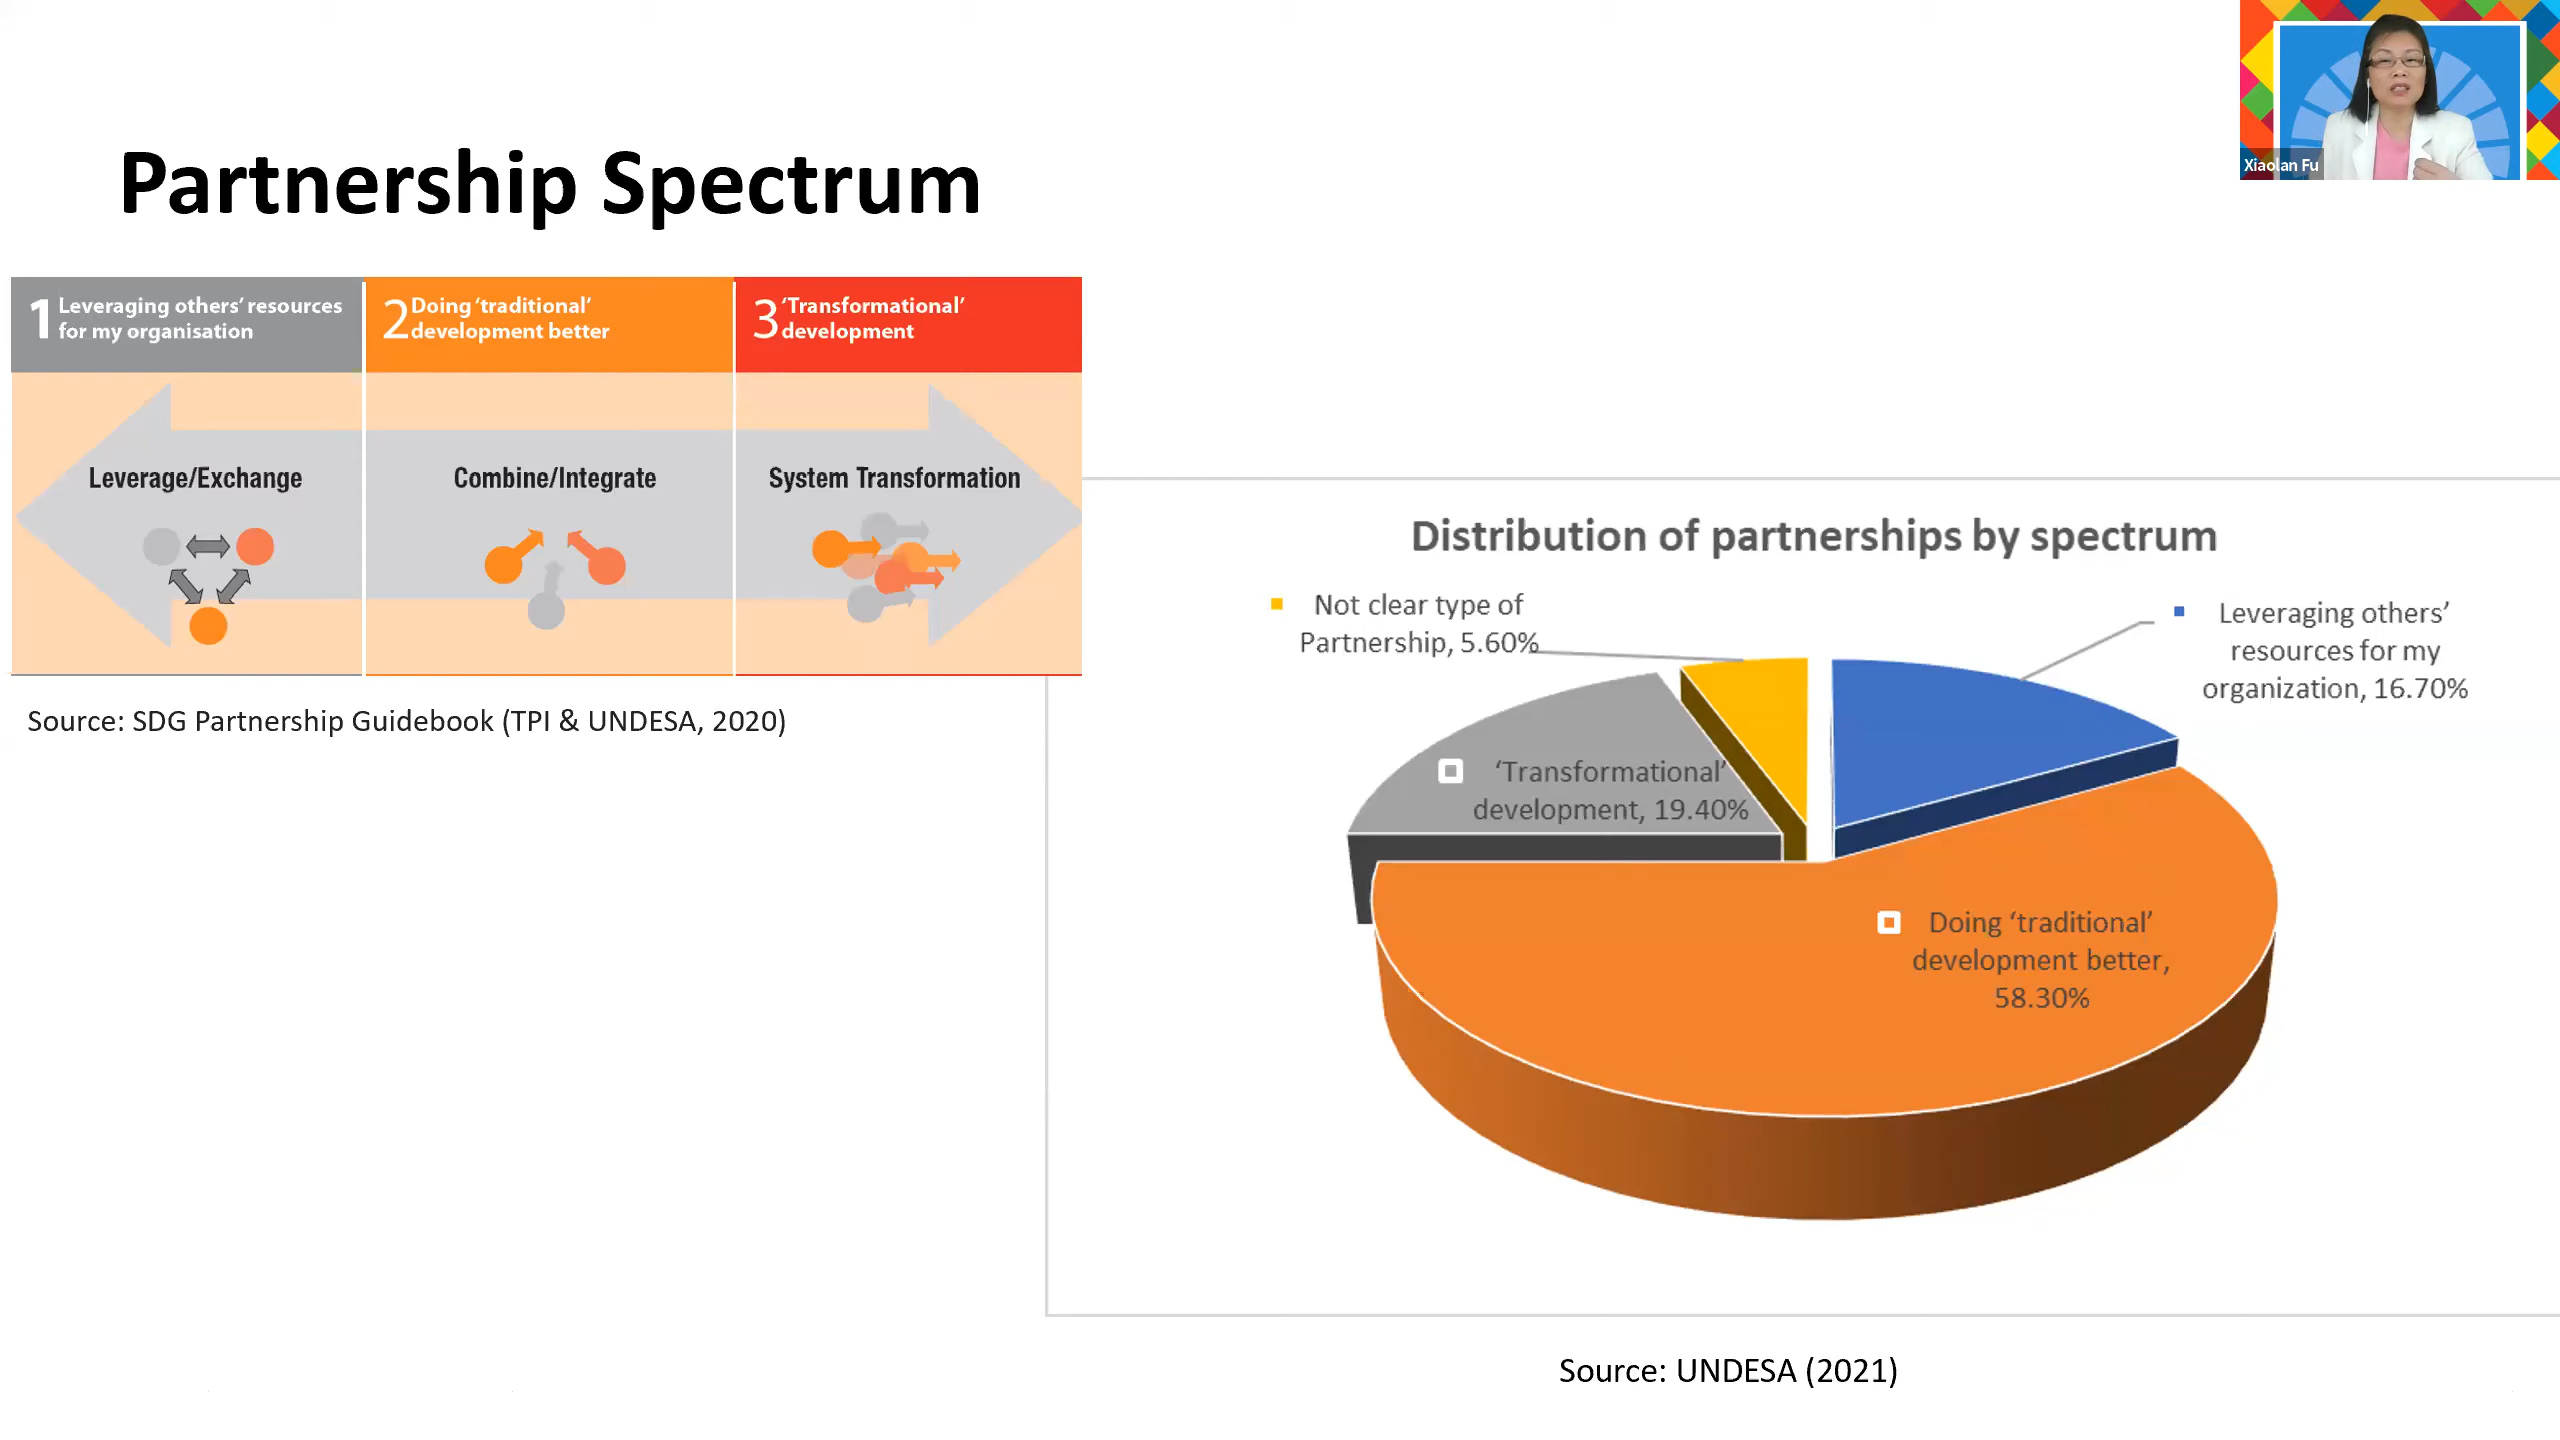 Xiaolan Fu
Partnership Spectrum
1 Leveraging others’ resources
for my organisation
2 Doing ‘traditional’
development better
3 ‘Transformational’
development
Leverage/Exchange
Combine/Integrate
System Transformation
Source: SDG Partnership Guidebook (TPI & UNDESA, 2020)
Distribution of partnerships by spectrum
Not clear type of
Partnership, 5.60%
Leveraging others’
resources for my
organization, 16.70%
‘Transformational’
development, 19.40%
Doing ‘traditional’
development better,
58.30%
Source: UNDESA (2021)